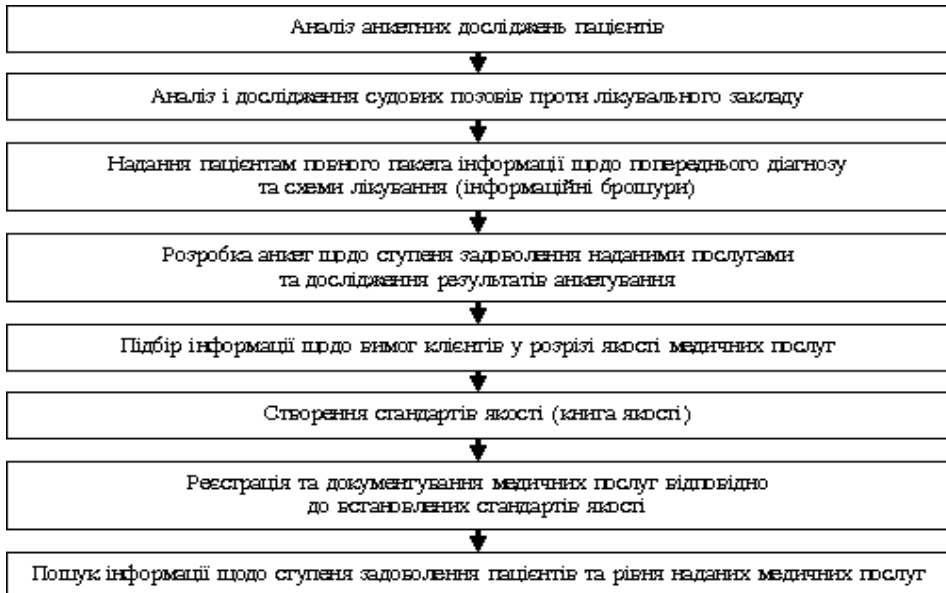 Аналіз анкетних досліджень пацієнтів
Аналіз і дослідження судових позовів проти лікувального закладу
Надання пацієнтам повного пакета інформації щодо попереднього діагнозу
та схеми лікування (інформаційні брошури)
Розробка анкет щодо ступеня задоволення наданими послугами
та дослідження результатів анкетування
Підбір інформації щодо вимог клієнтів у розрізі якості медичних послуг
Створення стандартів якості (книга якості)
Реєстрація та документування медичних послуг відповідно
до встановлених стандартів якості
Пошук інформації щодо ступеня задоволення пацієнтів та рівня наданих медичних послуг